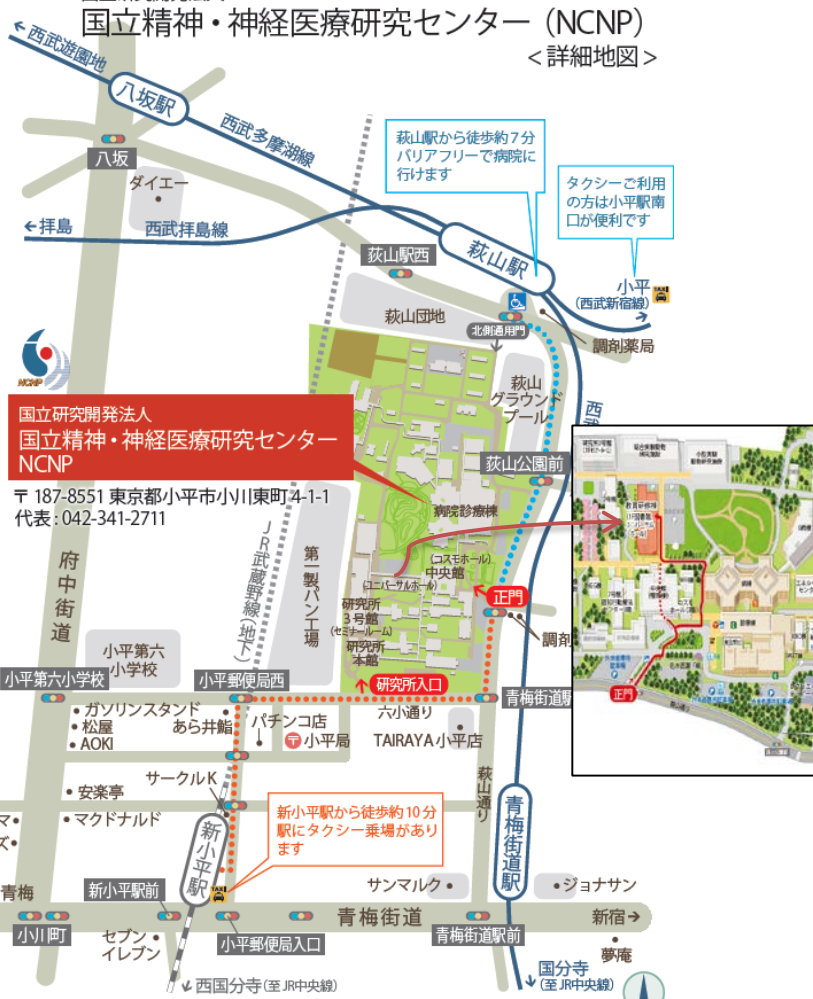 国立精神・神経医療研究センター (NCNP)
＜詳細地図＞
←西武遊園地
八坂駅
西武多摩湖線
八坂
ダイエー
萩山駅から徒歩約7分
バリアフリーで病院に
行けます
タクシーご利用
の方は小平駅南
口が便利です
←拝島
西武拝島線
萩山駅
萩山駅西
小平
(西武新宿線)
TAXI
萩山団地
北側通用門
調剤薬局
NCNP
萩山
グラウンド
プール
西武
国立研究開発法人
国立精神・神経医療研究センター
NCNP
〒187-8551 東京都小平市小川東町 4-1-1
代表 : 042-341-2711
萩山公園前
病院診療棟
府中街道
JR武蔵野線(地下)
第一製パン工場
(コスモホール)
中央館
(ユニバーサルホール)
正門
研究所
3号館
(セミナールーム)
研究所
本館
調剤
正門
小平第六
小学校
小平第六小学校
小平郵便局西
研究所入口
青梅街道駅
六小通り
• ガソリンスタンド
• 松屋
• AOKI
あら井鮨
パチンコ店
〒小平局
TAIRAYA 小平店
サークルK
• 安楽亭
• マクドナルド
萩山通り
新小平駅から徒歩約10分
駅にタクシー乗場があり
ます
新小平駅
青梅街道駅
TAXI
サンマルク •
• ジョナサン
青梅
新小平駅前
青梅街道
新宿→
小川町
セブン •
イレブン
小平郵便局入口
青梅街道駅前
夢庵
↙西国分寺(至JR中央線)
↓国分寺
(至JR中央線)